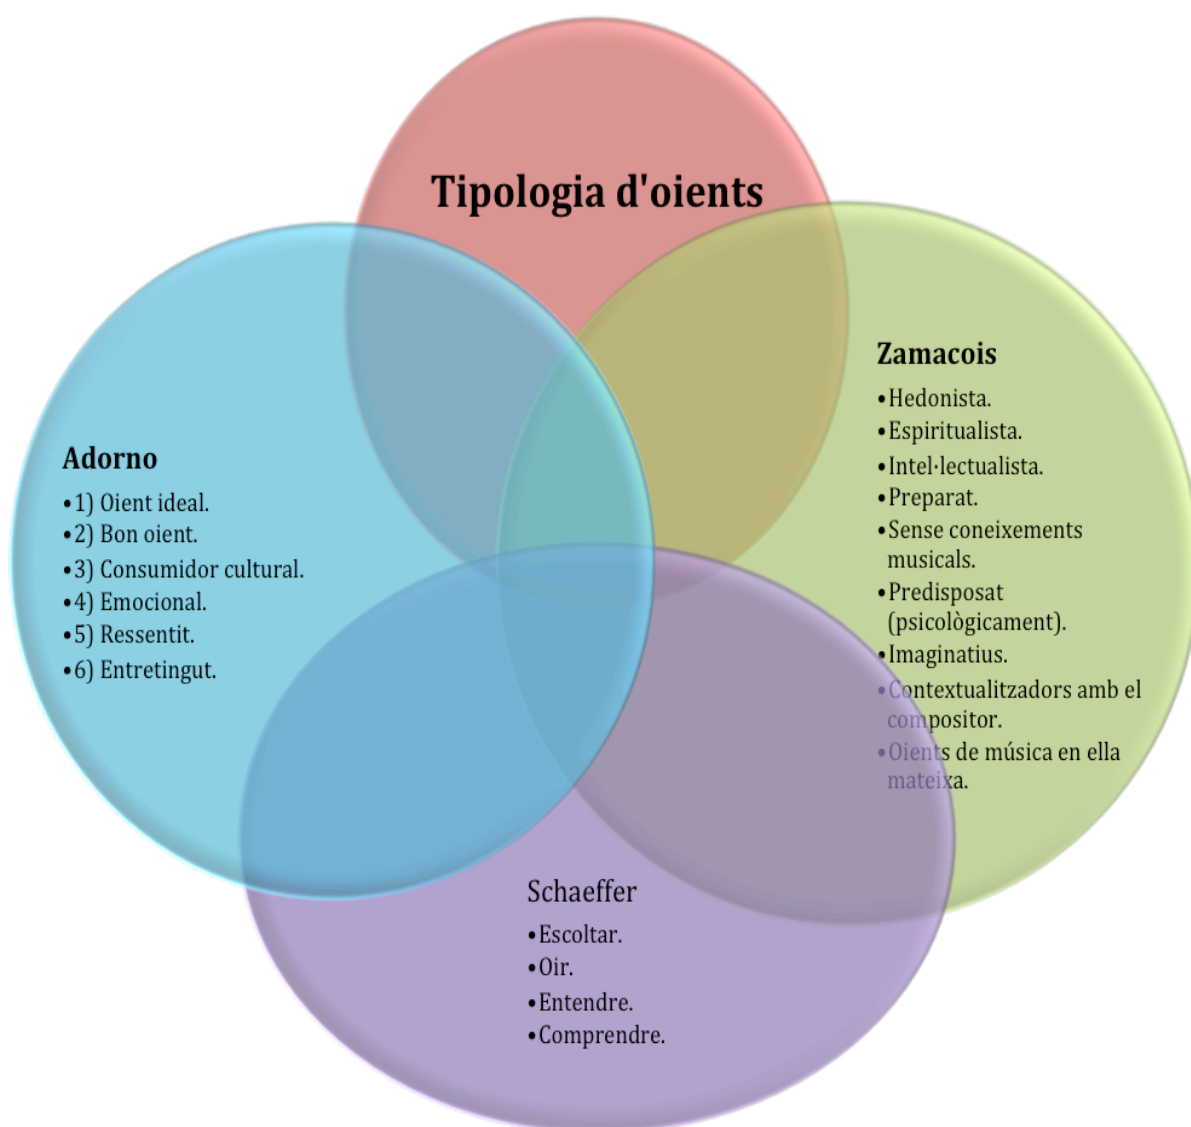 Tipologia d'oients
Zamacois
•Hedonista.
•Espiritualista.
•Intel·lectualista.
•Preparat.
•Sense coneixements
musicals.
•Predisposat
(psicològicament).
•Imaginatius.
•Contextualitzadors amb el
compositor.
•Oients de música en ella
mateixa.
Adorno
•1) Oient ideal.
•2) Bon oient.
•3) Consumidor cultural.
•4) Emocional.
•5) Ressentit.
•6) Entretingut.
Schaeffer
•Escoltar.
•Oir.
•Entendre.
•Comprendre.